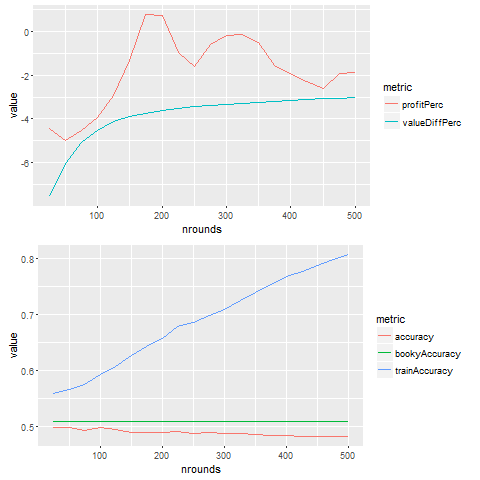 0
-2
-4
-6
value
100
200
300
400
500
nrounds
metric
profitPerc
valueDiffPerc
0.8
0.7
0.6
0.5
value
100
200
300
400
500
nrounds
metric
accuracy
bookyAccuracy
trainAccuracy